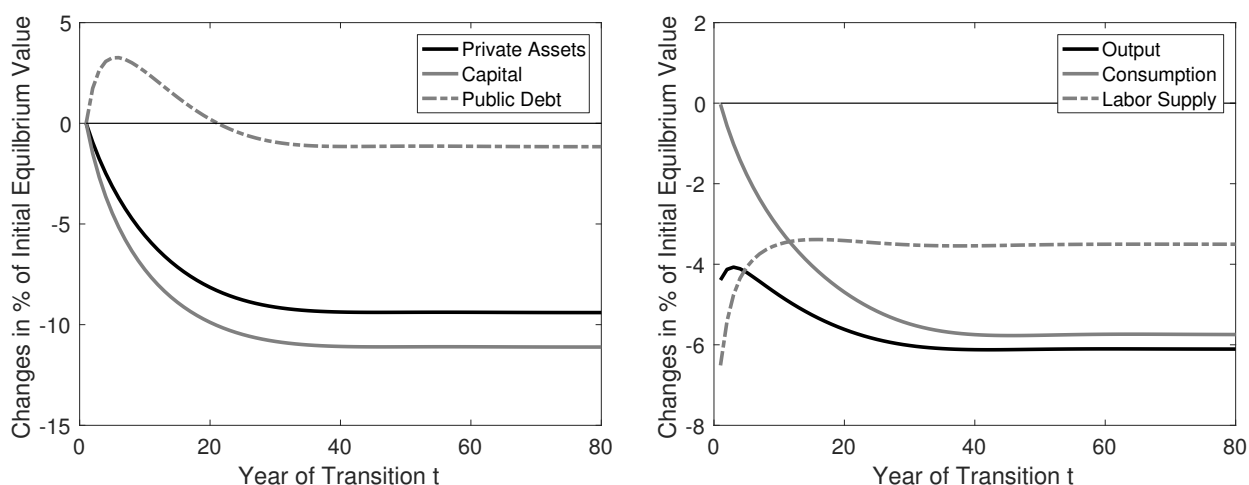 Changes in % of Initial Equilbrium Value
5
0
-5
-10
-15
Private Assets
Capital
Public Debt
0 20 40 60 80
Year of Transition t
Changes in % of Initial Equilbrium Value
2
0
-2
-4
-6
-8
Output
Consumption
Labor Supply
0 20 40 60 80
Year of Transition t